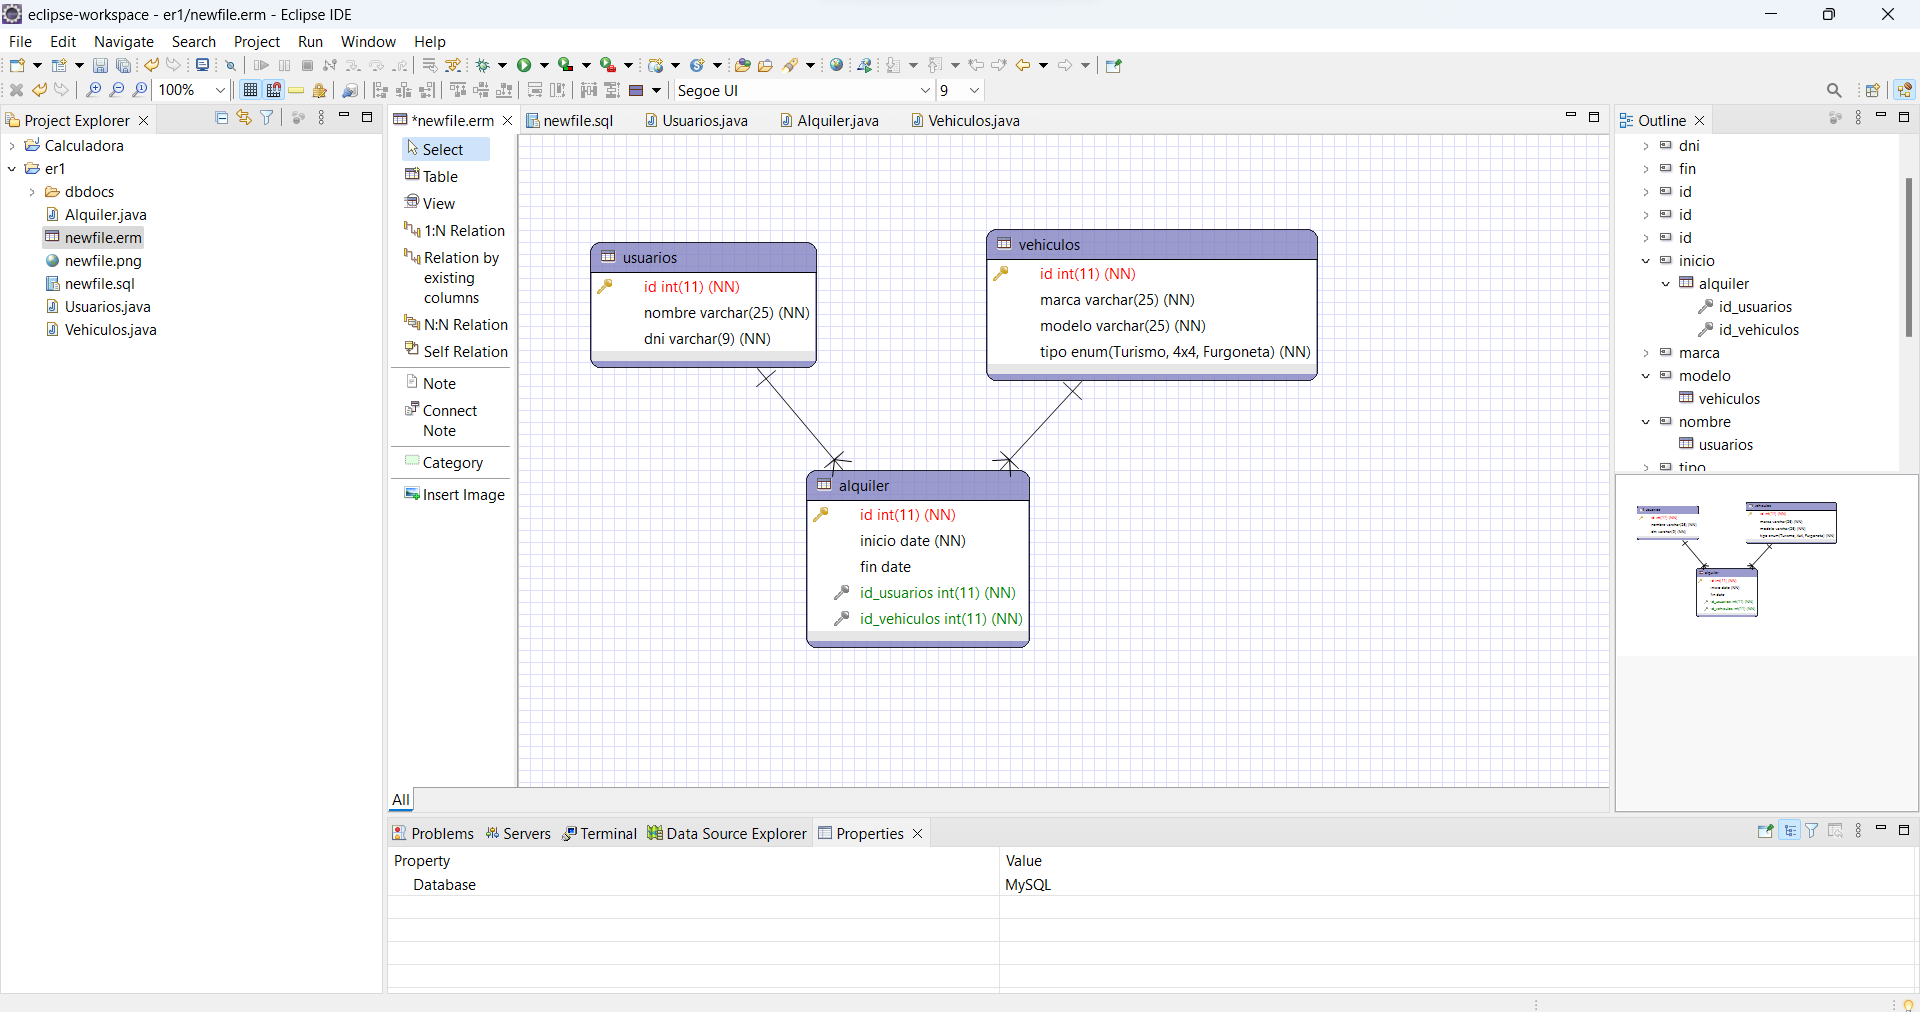 eclipse-workspace - er1/newfile.erm - Eclipse IDE
File Edit Navigate Search Project Run Window Help
100%
Segoe UI
9
Project Explorer
Calculadora
er1
dbdocs
Alquiler.java
newfile.erm
newfile.png
newfile.sql
Usuarios.java
Vehiculos.java
*newfile.erm newfile.sql Usuarios.java Alquiler.java Vehiculos.java
Select
Table
View
1:N Relation
Relation by
existing
columns
N:N Relation
Self Relation
Note
Connect
Note
Category
Insert Image
usuarios
id int(11) (NN)
nombre varchar(25) (NN)
dni varchar(9) (NN)
vehiculos
id int(11) (NN)
marca varchar(25) (NN)
modelo varchar(25) (NN)
tipo enum(Turismo, 4x4, Furgoneta) (NN)
alquiler
id int(11) (NN)
inicio date (NN)
fin date
id_usuarios int(11) (NN)
id_vehiculos int(11) (NN)
All
Outline
dni
fin
id
id
id
inicio
alquiler
id_usuarios
id_vehiculos
marca
modelo
vehiculos
nombre
usuarios
tipo
Problems Servers Terminal Data Source Explorer Properties
Property Value
Database MySQL